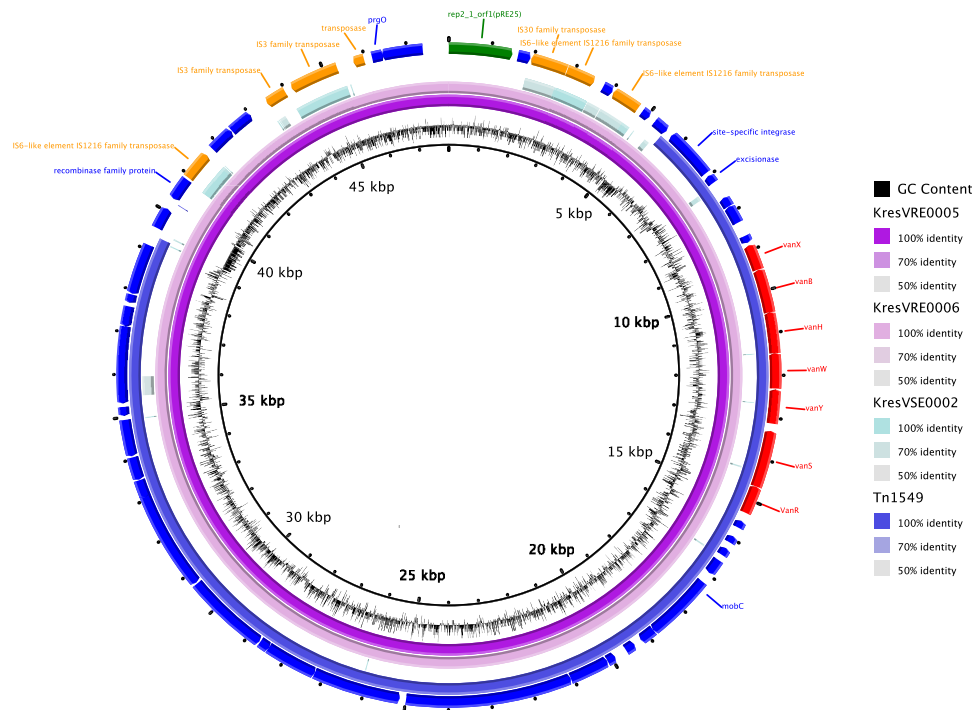 rep2_1_orf1(pRE25)
prgO
transposase
IS30 family transposase
IS3 family transposase
IS6-like element IS1216 family transposase
IS3 family transposase
IS6-like element IS1216 family transposase
site-specific integrase
IS6-like element IS1216 family transposase
excisionase
recombinase family protein
45 kbp
5 kbp
40 kbp
10 kbp
35 kbp
15 kbp
30 kbp
20 kbp
25 kbp
vanX
vanB
vanH
vanW
vanY
vanS
VanR
mobC
GC Content
KresVRE0005
100% identity
70% identity
50% identity
KresVRE0006
100% identity
70% identity
50% identity
KresVSE0002
100% identity
70% identity
50% identity
Tn1549
100% identity
70% identity
50% identity